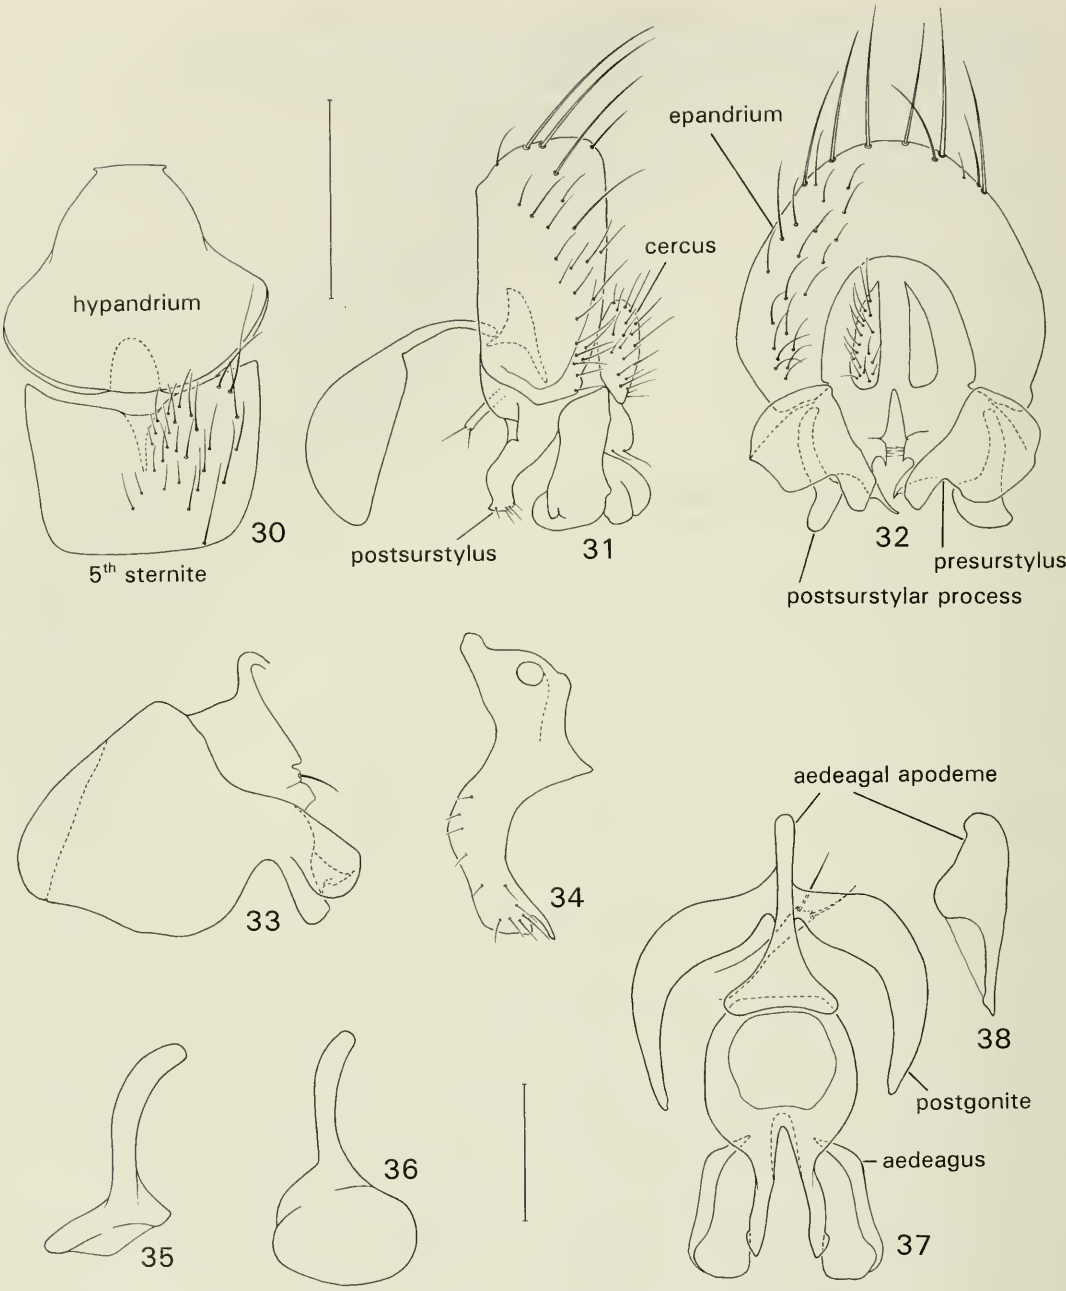 epandrium
cercus
hypandrium
30
5th sternite
postsurstylus
31
32
presurstylus
postsurstylar process
33
34
aedeagal apodeme
38
postgonite
35
36
aedeagus
37